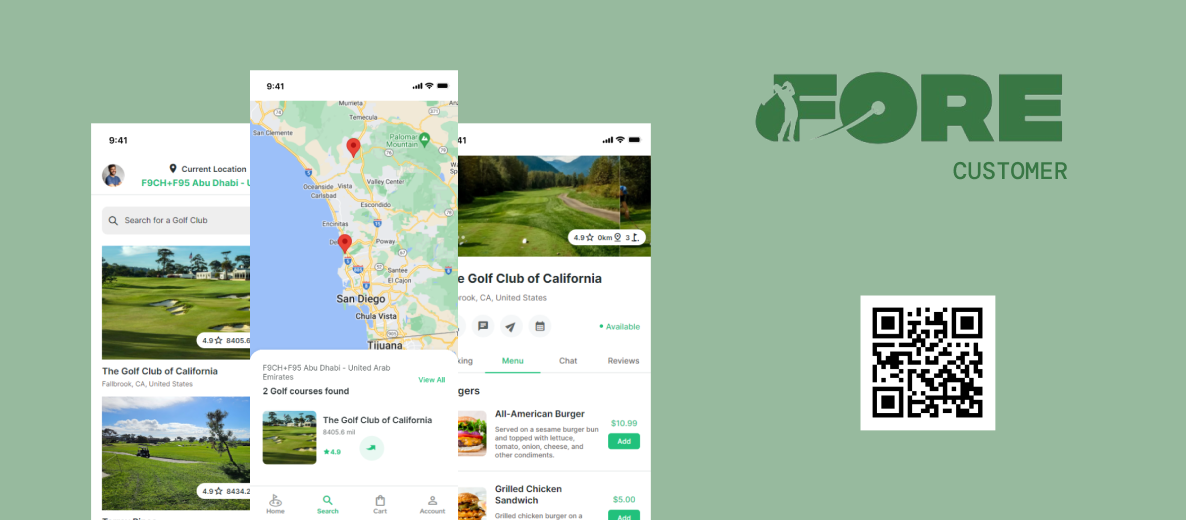 9:41
Current Location
F9CH+F95 Abu Dhabi -
Search for a Golf Club
4.9 8405.6
The Golf Club of California
Fallbrook, CA, United States
4.9 8434.2
9:41
Murrieta
Temecula
San Clemente
Palomar
Mountain
Oceanside
Vista
Valley Center
Carlsbad
Escondido
Encinitas
Poway
Santee
El Cajon
San Diego
Chula Vista
Tijuana
F9CH+F95 Abu Dhabi - United Arab
Emirates
View All
2 Golf courses found
The Golf Club of California
8405.6 mil
4.9
Home
Search
Cart
Account
41
4.9 0km 3
e Golf Club of California
brook, CA, United States
Available
king
Menu
Chat
Reviews
gers
All-American Burger
$10.99
Served on a sesame burger bun
and topped with lettuce,
tomato, onion, cheese, and
other condiments.
Add
Grilled Chicken
Sandwich
$5.00
Grilled chicken burger on a
Add
FORE
CUSTOMER